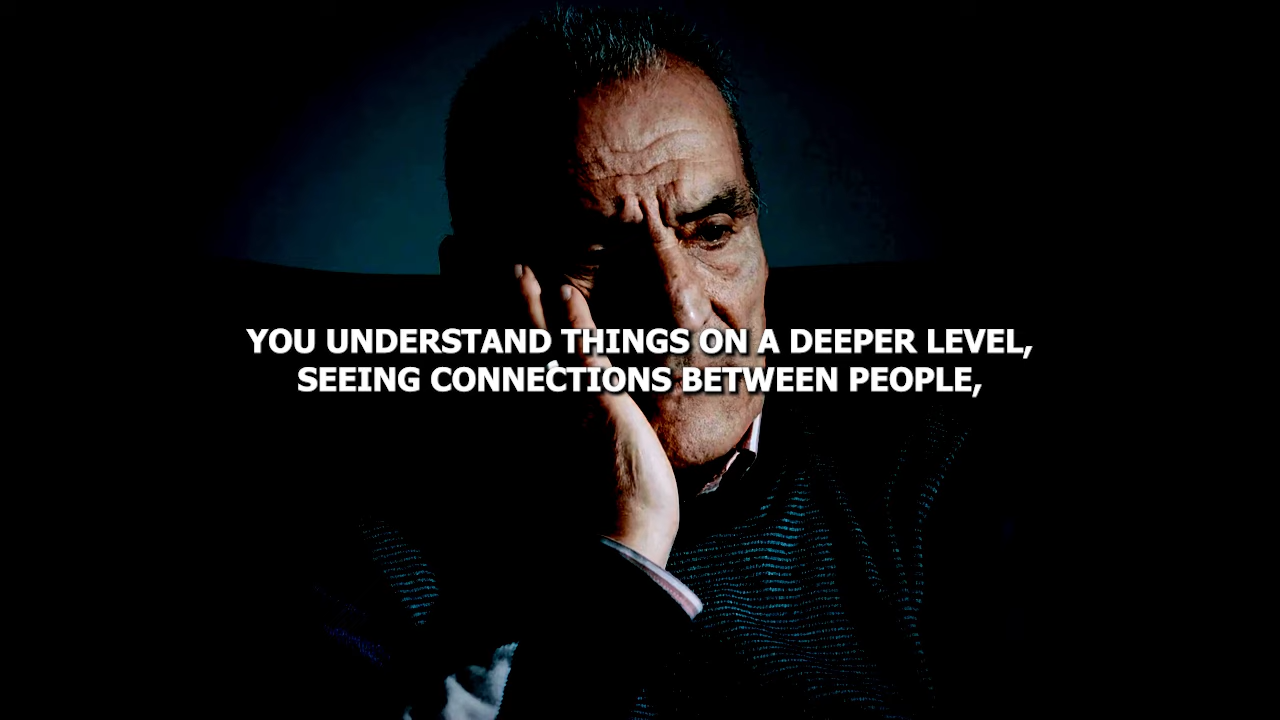 YOU UNDERSTAND THINGS ON A DEEPER LEVEL,
SEEING CONNECTIONS BETWEEN PEOPLE,